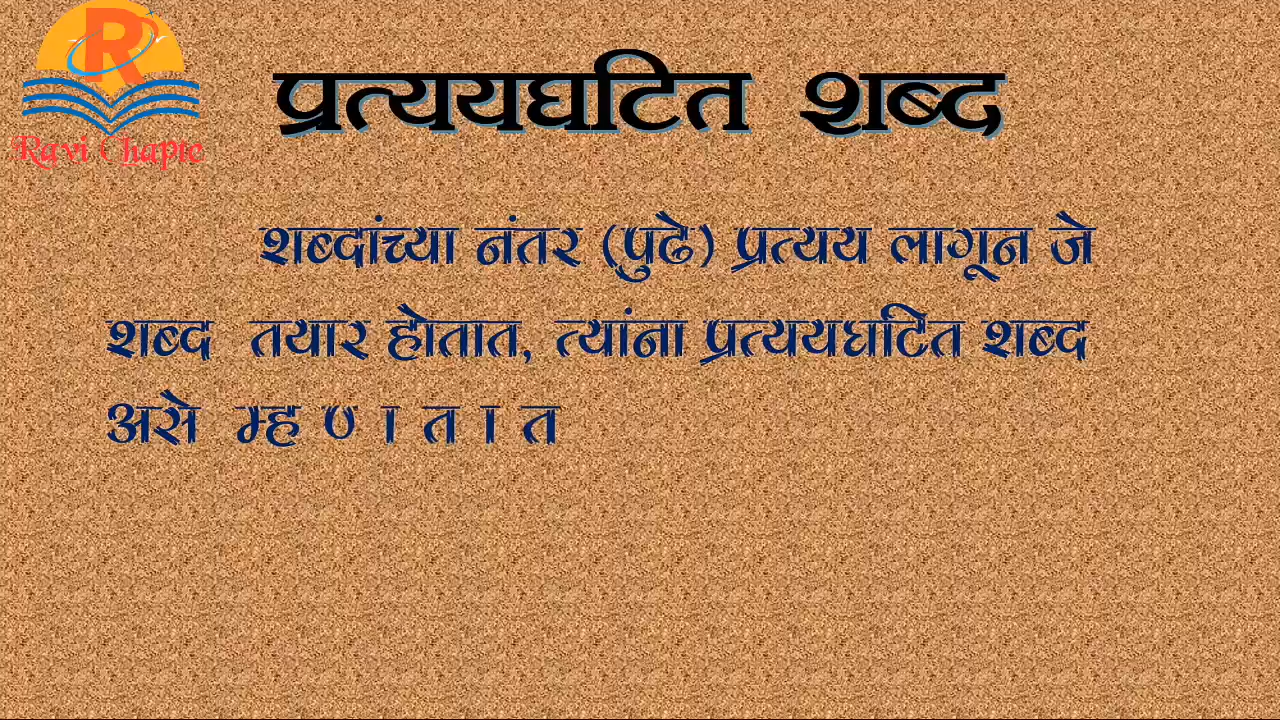 Ravi Chapte
प्रत्ययघटित शब्द
शब्दांच्या नंतर (पुढे) प्रत्यय लागून जे
शब्द तयार होतात, त्यांना प्रत्ययघटित शब्द
असे म्ह ण ा त ा त